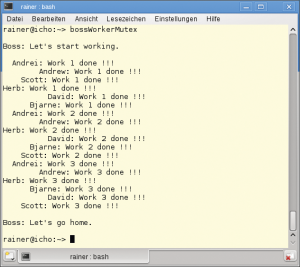 rainer : bash
Datei Bearbeiten Ansicht Lesezeichen Einstellungen Hilfe
rainer@icho:~> bossWorkerMutex
Boss: Let's start working.
Andrei: Work 1 done !!!
Andrew: Work 1 done !!!
Scott: Work 1 done !!!
Herb: Work 1 done !!!
David: Work 1 done !!!
Bjarne: Work 1 done !!!
Andrei: Work 2 done !!!
Andrew: Work 2 done !!!
Herb: Work 2 done !!!
David: Work 2 done !!!
Bjarne: Work 2 done !!!
Scott: Work 2 done !!!
Andrei: Work 3 done !!!
Andrew: Work 3 done !!!
Herb: Work 3 done !!!
Bjarne: Work 3 done !!!
David: Work 3 done !!!
Scott: Work 3 done !!!
Boss: Let's go home.
rainer@icho:~>
rainer : bash